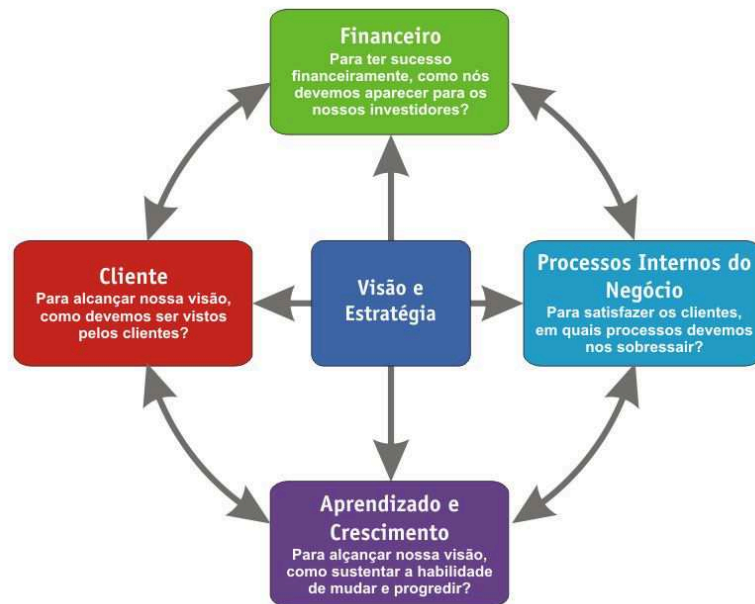 Financeiro
Para ter sucesso
financeiramente, como nós
devemos aparecer para os
nossos investidores?
Cliente
Para alcançar nossa visão,
como devemos ser vistos
pelos clientes?
Visão e
Estratégia
Processos Internos do
Negócio
Para satisfazer os clientes,
em quais processos devemos
nos sobressair?
Aprendizado e
Crescimento
Para alçançar nossa visão,
como sustentar a habilidade
de mudar e progredir?